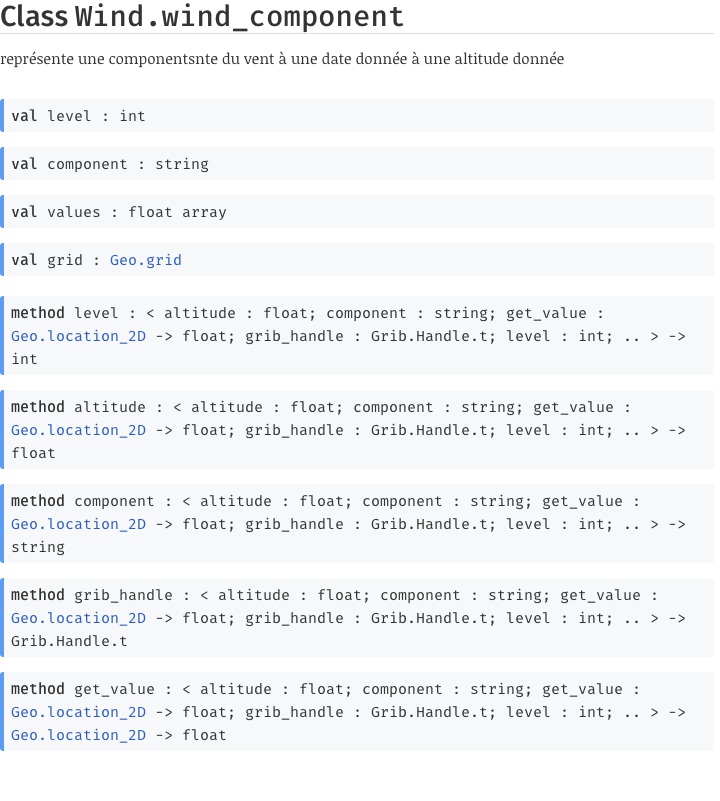 Class Wind.wind_component
représente une componentsnte du vent à une date donnée à une altitude donnée
val level : int
val component : string
val values : float array
val grid : Geo.grid
method level : < altitude : float; component : string; get_value :
Geo.location_2D -> float; grib_handle : Grib.Handle.t; level : int; .. > ->
int
method altitude : < altitude : float; component : string; get_value :
Geo.location_2D -> float; grib_handle : Grib.Handle.t; level : int; .. > ->
float
method component : < altitude : float; component : string; get_value :
Geo.location_2D -> float; grib_handle : Grib.Handle.t; level : int; .. > ->
string
method grib_handle : < altitude : float; component : string; get_value :
Geo.location_2D -> float; grib_handle : Grib.Handle.t; level : int; .. > ->
Grib.Handle.t
method get_value : < altitude : float; component : string; get_value :
Geo.location_2D -> float; grib_handle : Grib.Handle.t; level : int; .. > ->
Geo.location_2D -> float